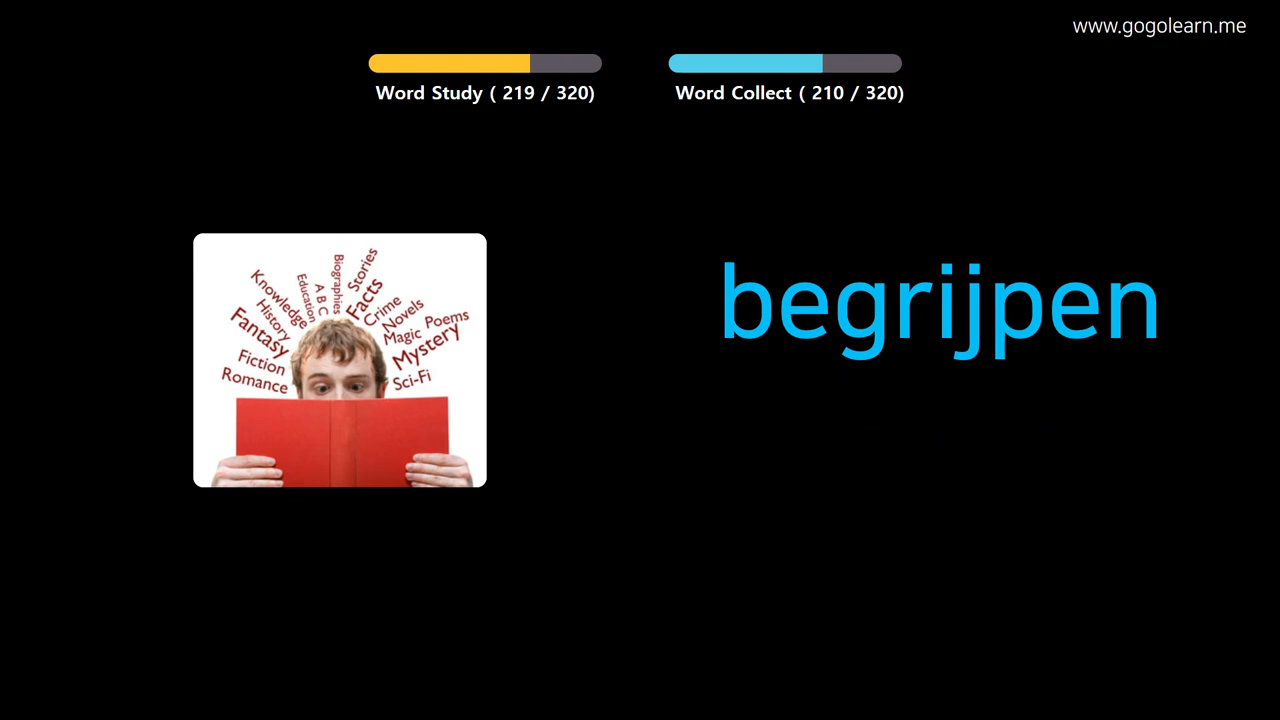 www.gogolearn.me
Word Study ( 219 / 320)
Word Collect ( 210 / 320)
begrijpen
Knowledge
History
Fantasy
Fiction
Romance
Education
A B C
Biographies
Stories
Facts
Crime
Novels
Magic
Poems
Mystery
Sci-Fi